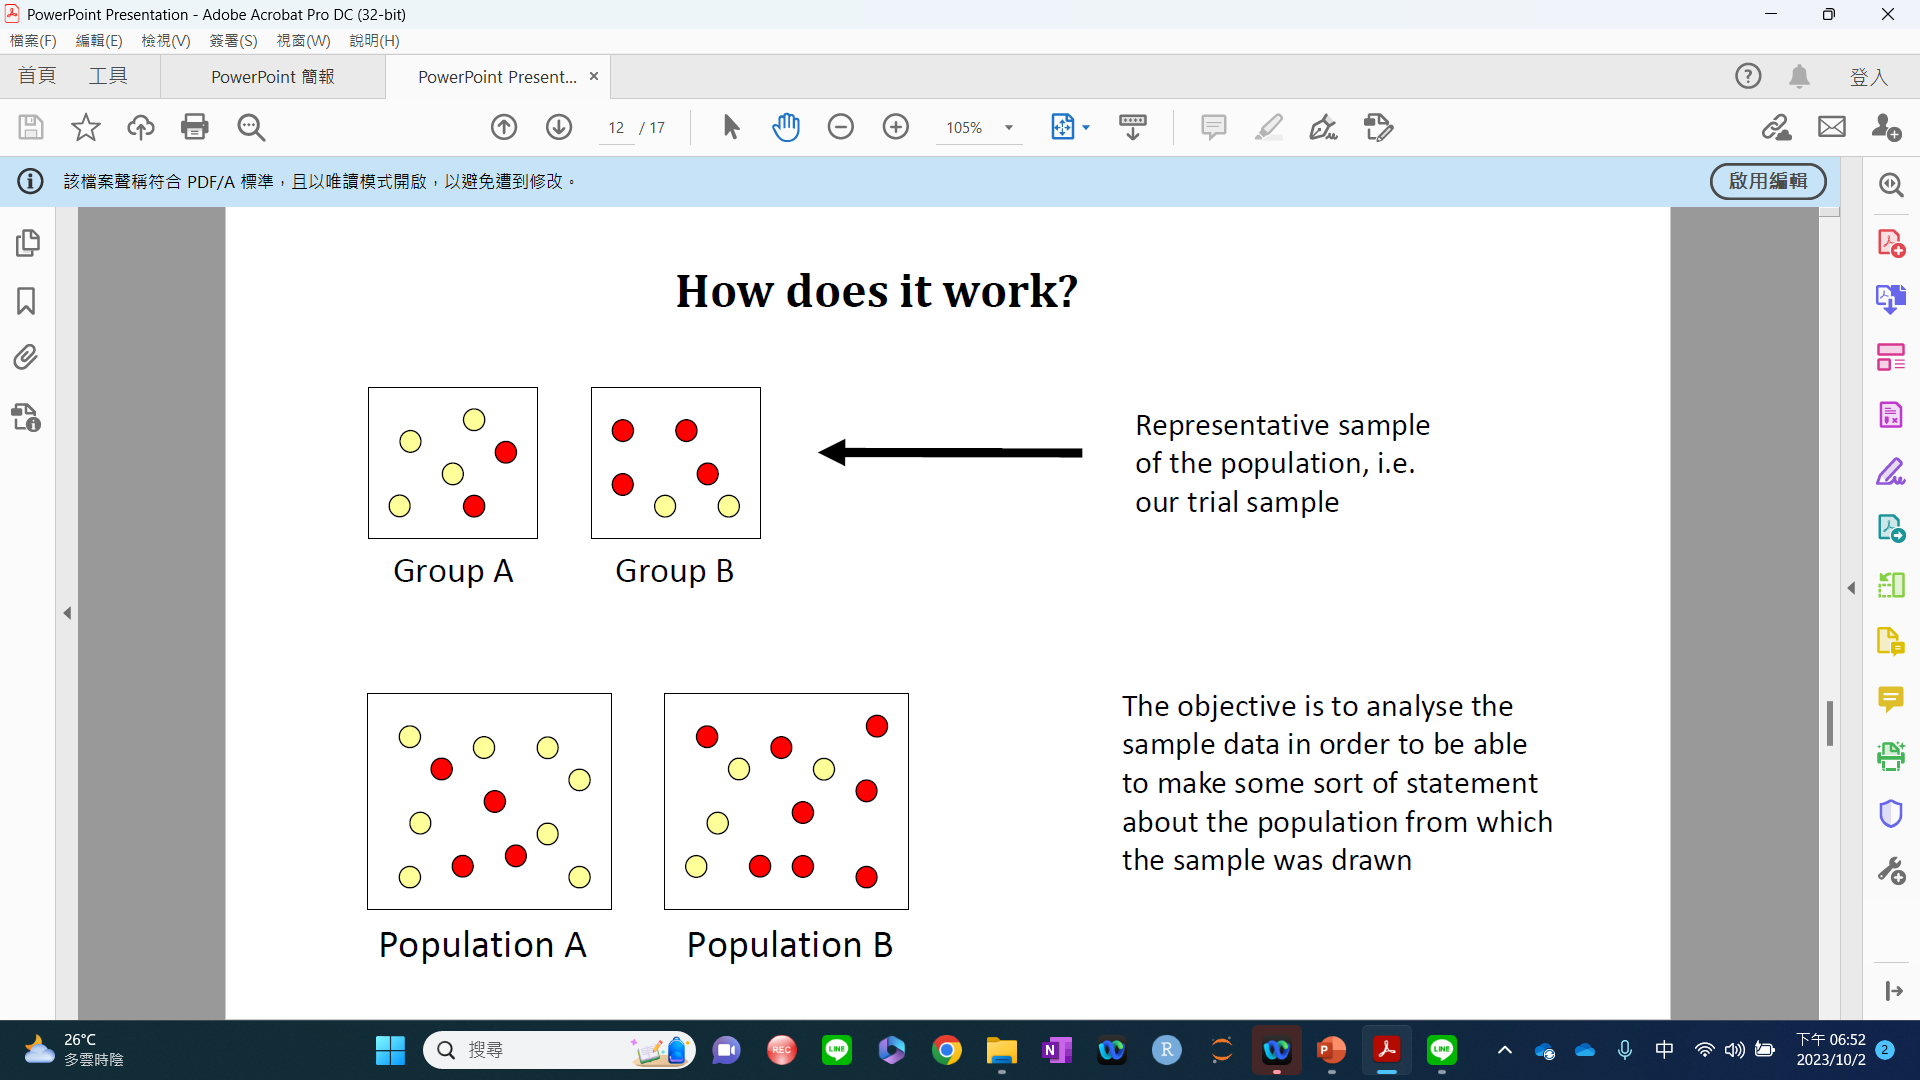 PowerPoint Presentation - Adobe Acrobat Pro DC (32-bit)
檔案(F) 編輯(E) 檢視(V) 簽署(S) 視窗(W) 說明(H)
首頁 工具 PowerPoint 簡報 PowerPoint Present... 登入
12 / 17 105%
該檔案聲稱符合 PDF/A 標準，且以唯讀模式開啟，以避免遭到修改。 啟用編輯
How does it work?
Representative sample
of the population, i.e.
our trial sample
Group A Group B
The objective is to analyse the
sample data in order to be able
to make some sort of statement
about the population from which
the sample was drawn
Population A Population B
26°C
多雲時陰
搜尋
REC
LINE
N
R
P
LINE
中
下午 06:52
2023/10/2
2